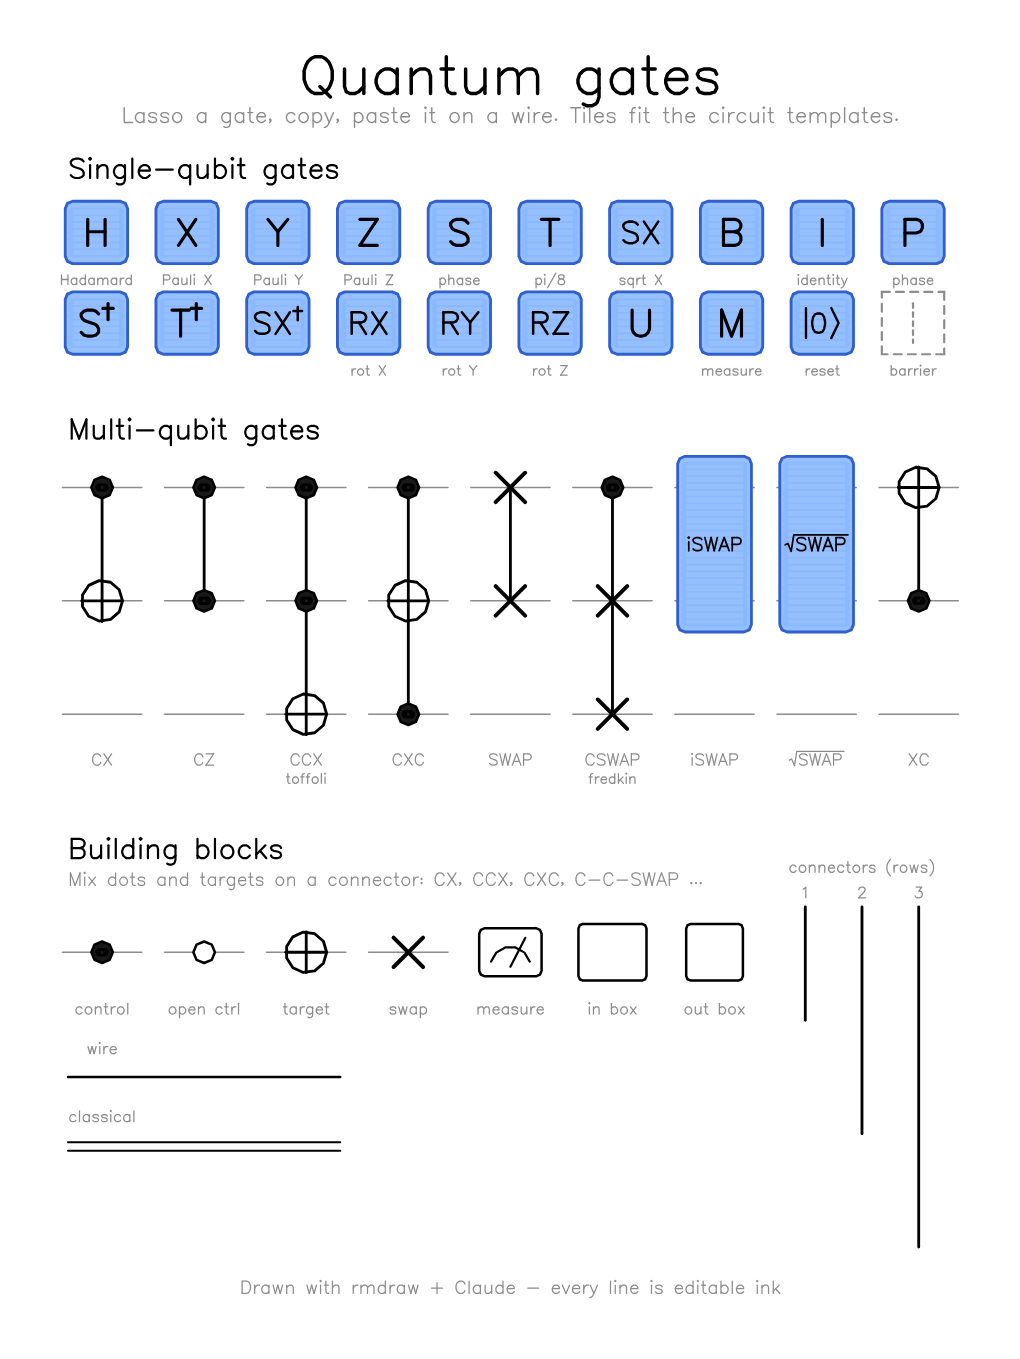 Quantum gates
Lasso a gate, copy, paste it on a wire. Tiles fit the circuit templates.
Single-qubit gates
H X Y Z S T SX B I P
Hadamard Pauli X Pauli Y Pauli Z phase pi/8 sqrt X identity phase
S† T† SX† RX RY RZ U M |0⟩
rot X rot Y rot Z measure reset barrier
Multi-qubit gates
iSWAP √SWAP
CX CZ CCX CXC SWAP CSWAP iSWAP √SWAP XC
toffoli fredkin
Building blocks
Mix dots and targets on a connector: CX, CCX, CXC, C-C-SWAP ...
connectors (rows)
1 2 3
control open ctrl target swap measure in box out box
wire
classical
Drawn with rmdraw + Claude - every line is editable ink